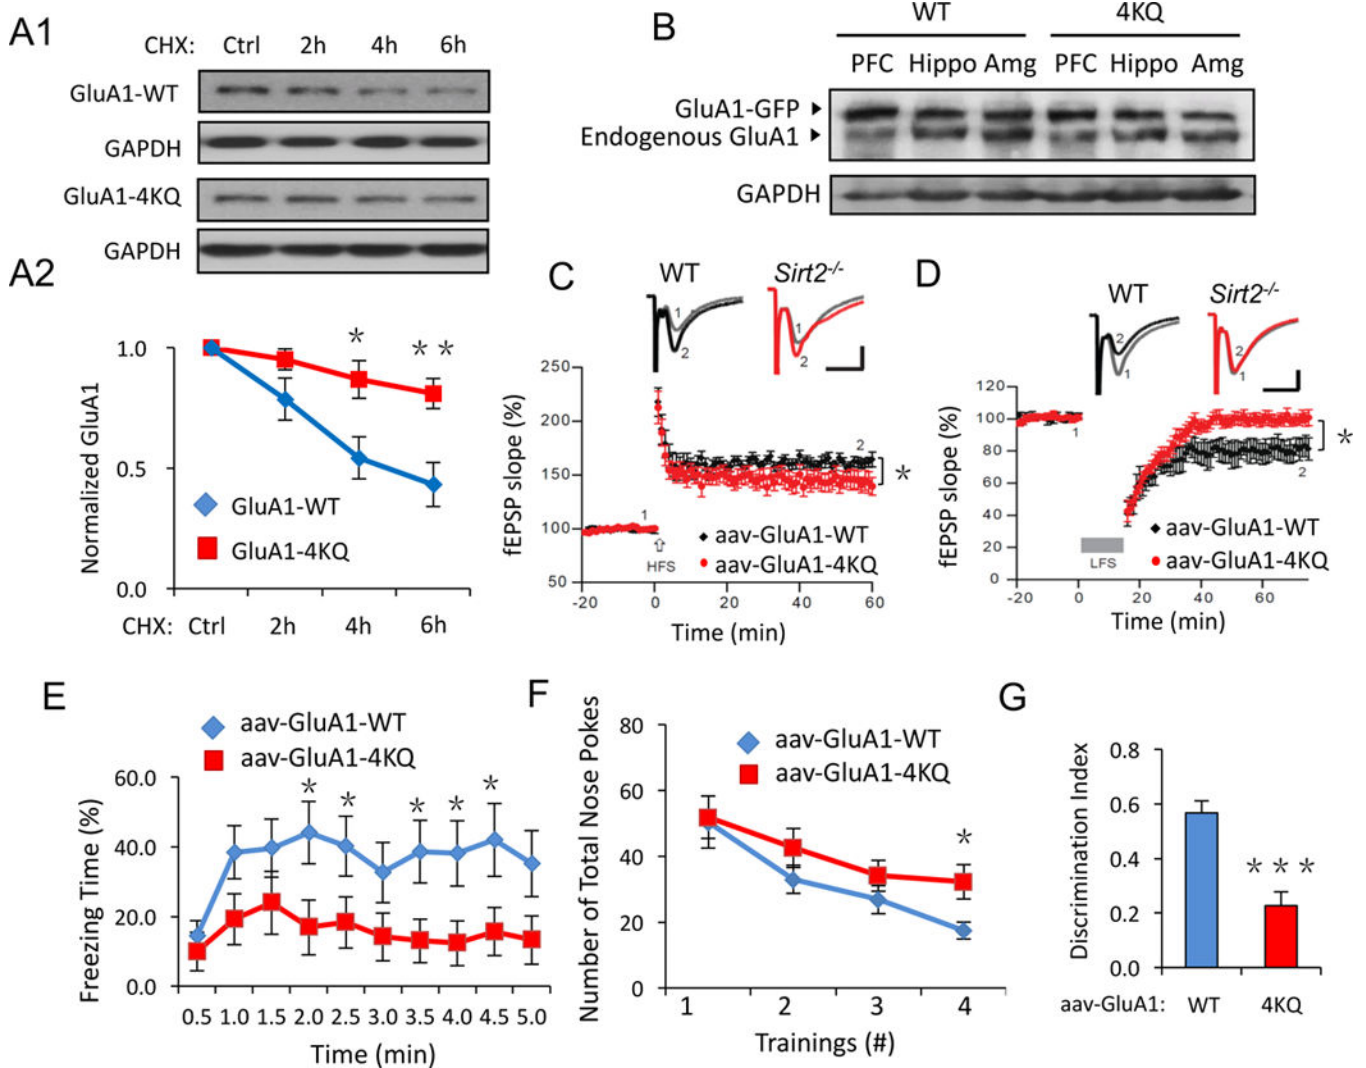 A1
CHX: Ctrl 2h 4h 6h
GluA1-WT
GAPDH
GluA1-4KQ
GAPDH
B
WT 4KQ
PFC Hippo Amg PFC Hippo Amg
GluA1-GFP
Endogenous GluA1
GAPDH
A2
Normalized GluA1
1.0
* * *
0.5
0.0
GluA1-WT
GluA1-4KQ
CHX: Ctrl 2h 4h 6h
C
WT Sirt2-/-
1 2 1 2
fEPSP slope (%)
250
200
150
100
50
1 2
*
HFS
aav-GluA1-WT
aav-GluA1-4KQ
-20 0 20 40 60
Time (min)
D
WT Sirt2-/-
2 1 2 1
fEPSP slope (%)
120
100
80
60
40
20
0
1 2
*
LFS
aav-GluA1-WT
aav-GluA1-4KQ
-20 0 20 40 60
Time (min)
E
aav-GluA1-WT
aav-GluA1-4KQ
Freezing Time (%)
60.0
40.0
20.0
0.0
* * * * *
0.5 1.0 1.5 2.0 2.5 3.0 3.5 4.0 4.5 5.0
Time (min)
F
aav-GluA1-WT
aav-GluA1-4KQ
Number of Total Nose Pokes
80
60
40
20
0
*
1 2 3 4
Trainings (#)
G
Discrimination Index
0.8
0.6
0.4
0.2
0.0
* * *
aav-GluA1: WT 4KQ